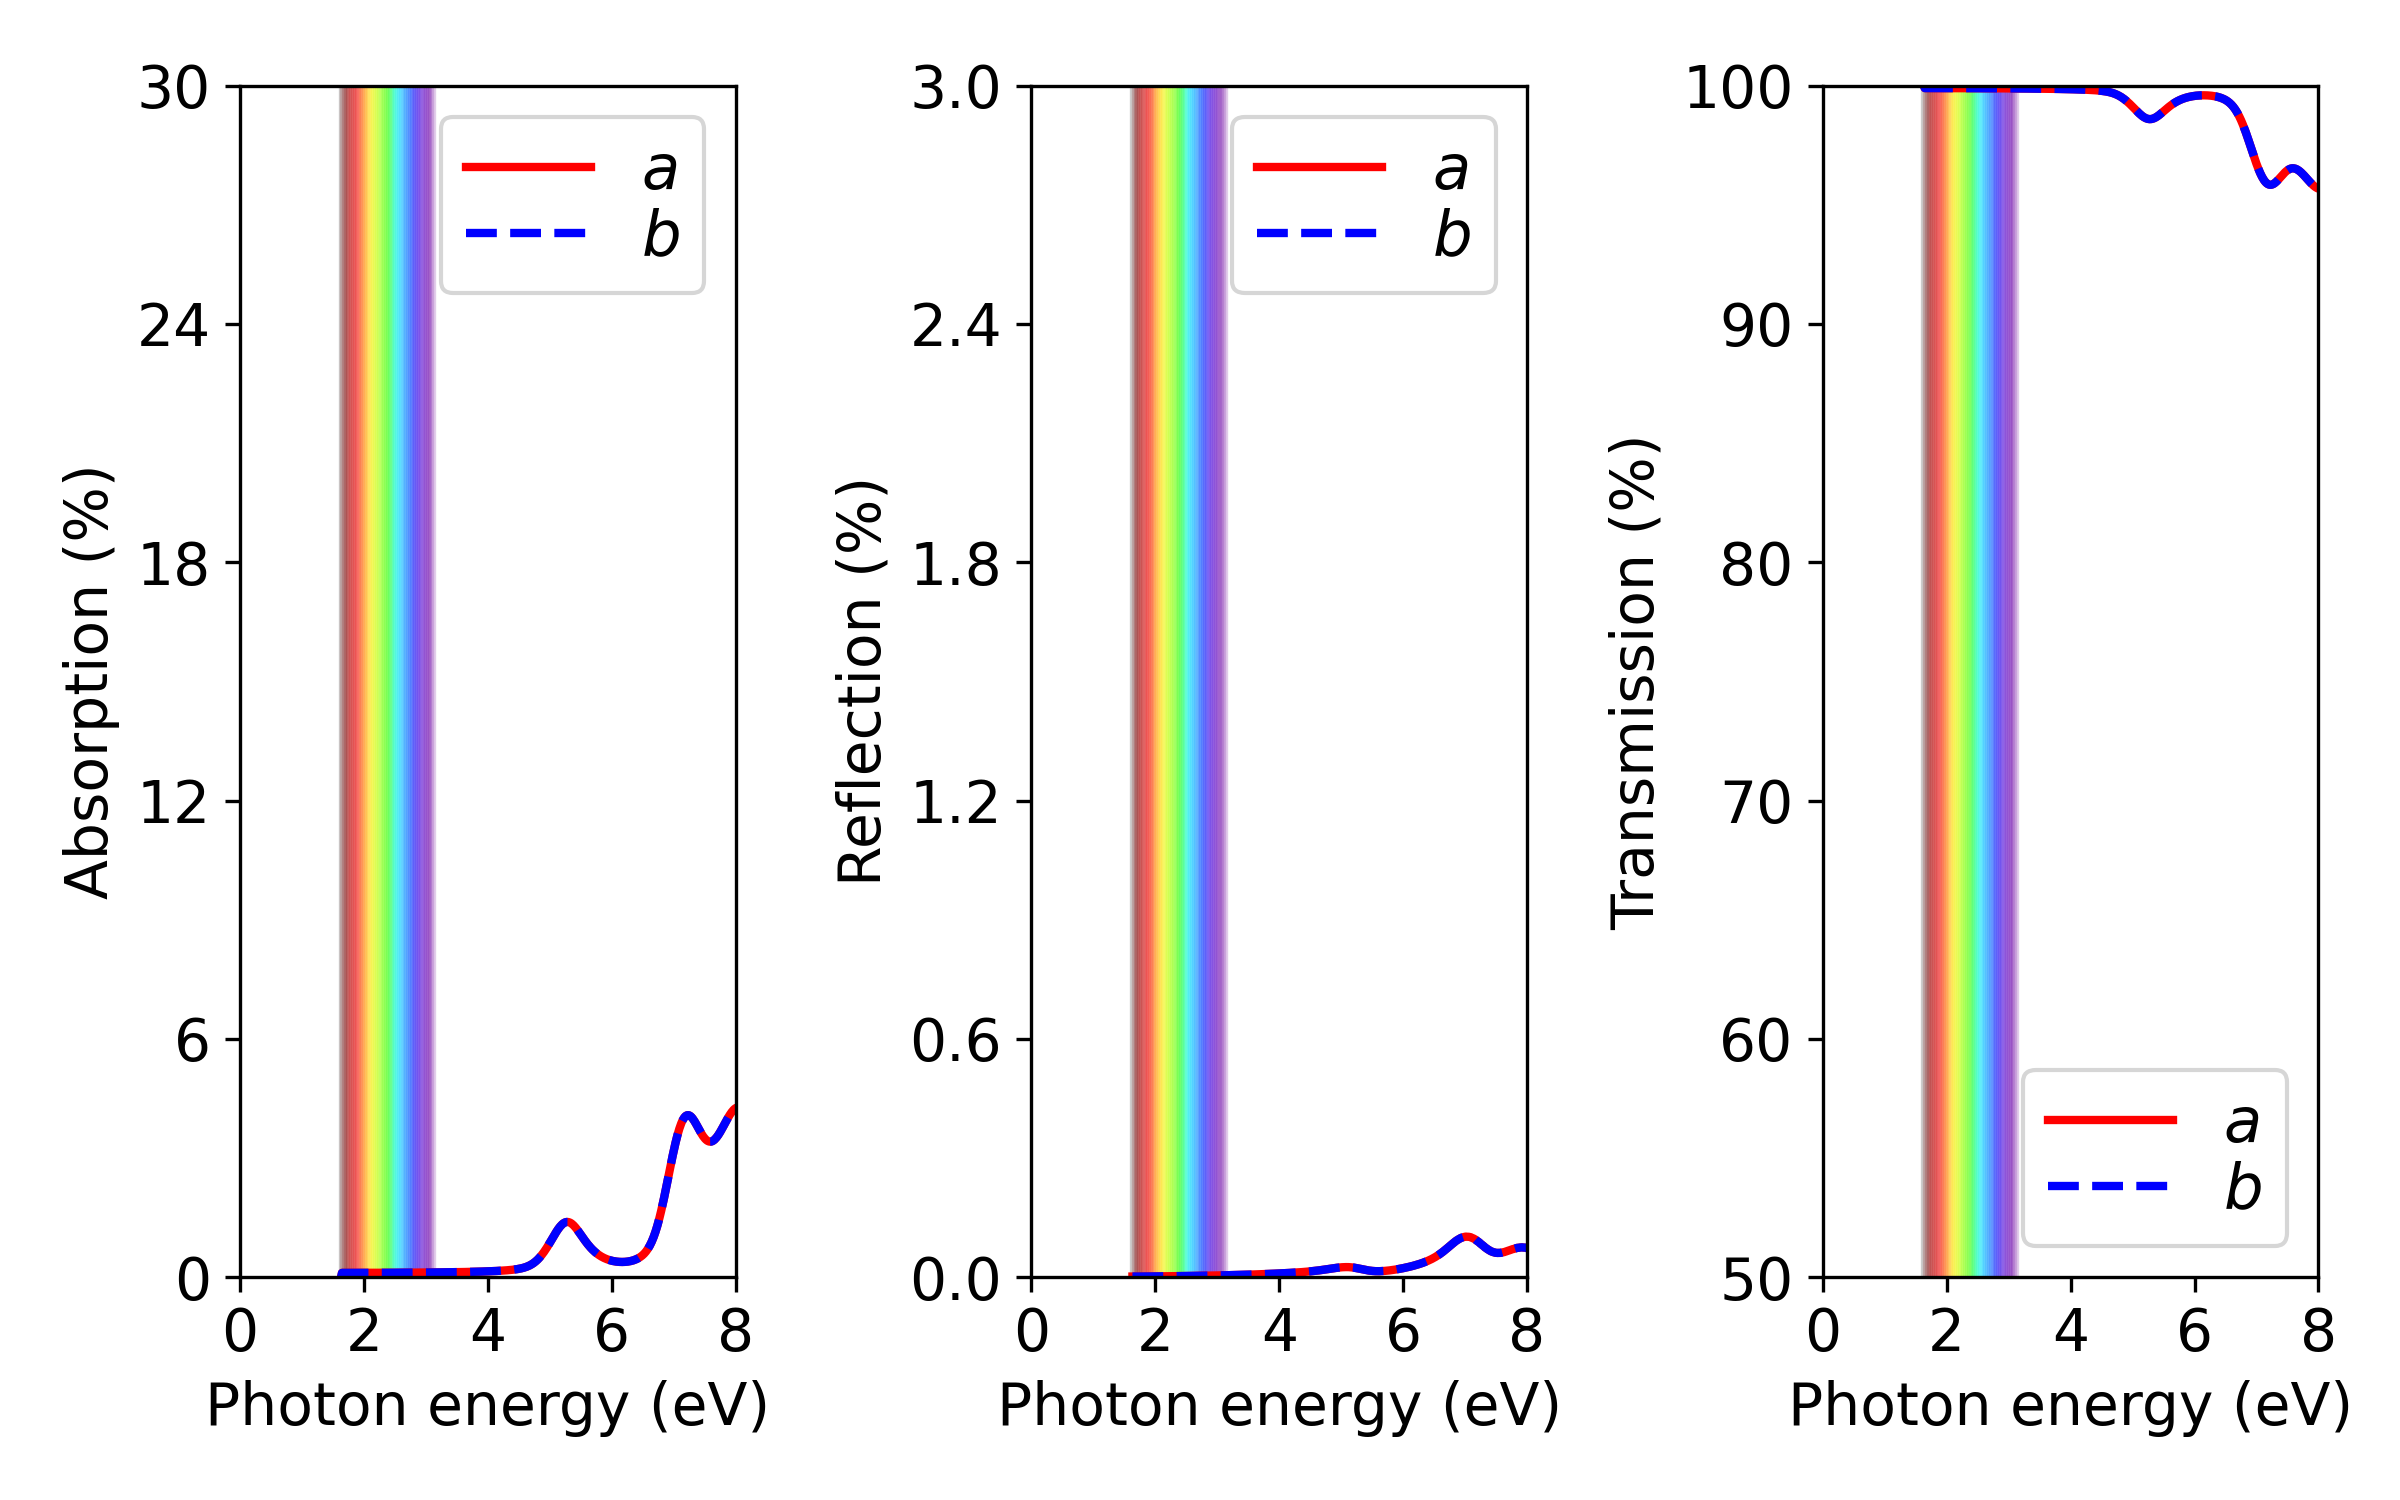 30
24
18
12
6
0
0 2 4 6 8
Absorption (%)
Photon energy (eV)
a
b
3.0
2.4
1.8
1.2
0.6
0.0
0 2 4 6 8
Reflection (%)
Photon energy (eV)
a
b
100
90
80
70
60
50
0 2 4 6 8
Transmission (%)
Photon energy (eV)
a
b